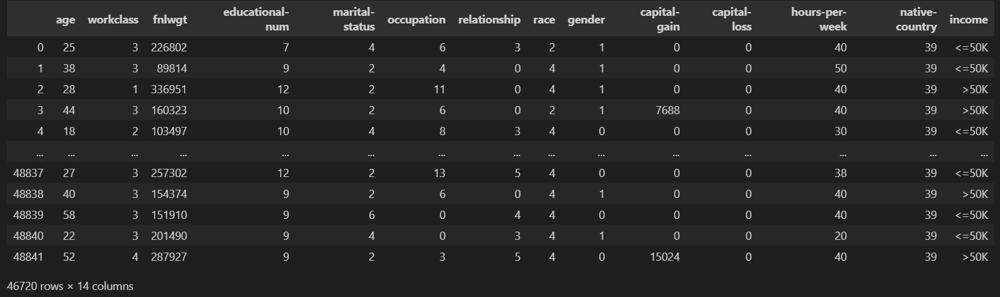 age workclass fnlwgt educational-num marital-status occupation relationship race gender capital-gain capital-loss hours-per-week native-country income
0 25 3 226802 7 4 6 3 2 1 0 0 40 39 <=50K
1 38 3 89814 9 2 4 0 4 1 0 0 50 39 <=50K
2 28 1 336951 12 2 11 0 4 1 0 0 40 39 >50K
3 44 3 160323 10 2 6 0 2 1 7688 0 40 39 >50K
4 18 2 103497 10 4 8 3 4 0 0 0 30 39 <=50K
... ... ... ... ... ... ... ... ... ... ... ... ... ... ...
48837 27 3 257302 12 2 13 5 4 0 0 0 38 39 <=50K
48838 40 3 154374 9 2 6 0 4 1 0 0 40 39 >50K
48839 58 3 151910 9 6 0 4 4 0 0 0 40 39 <=50K
48840 22 3 201490 9 4 0 3 4 1 0 0 20 39 <=50K
48841 52 4 287927 9 2 3 5 4 0 15024 0 40 39 >50K
46720 rows × 14 columns